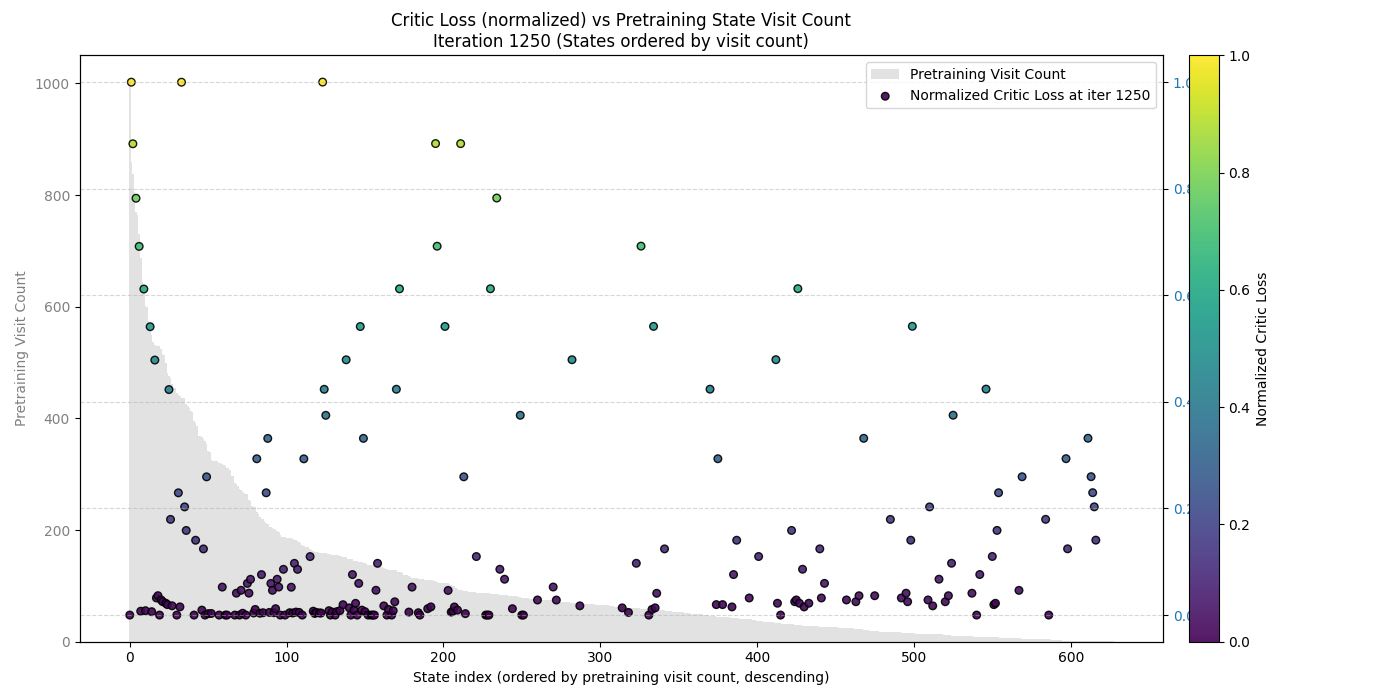 Critic Loss (normalized) vs Pretraining State Visit Count
Iteration 1250 (States ordered by visit count)
Pretraining Visit Count
Normalized Critic Loss at iter 1250
Pretraining Visit Count
1000
800
600
400
200
0
0 100 200 300 400 500 600
State index (ordered by pretraining visit count, descending)
1.0
0.8
0.6
0.4
0.2
0.0
Normalized Critic Loss